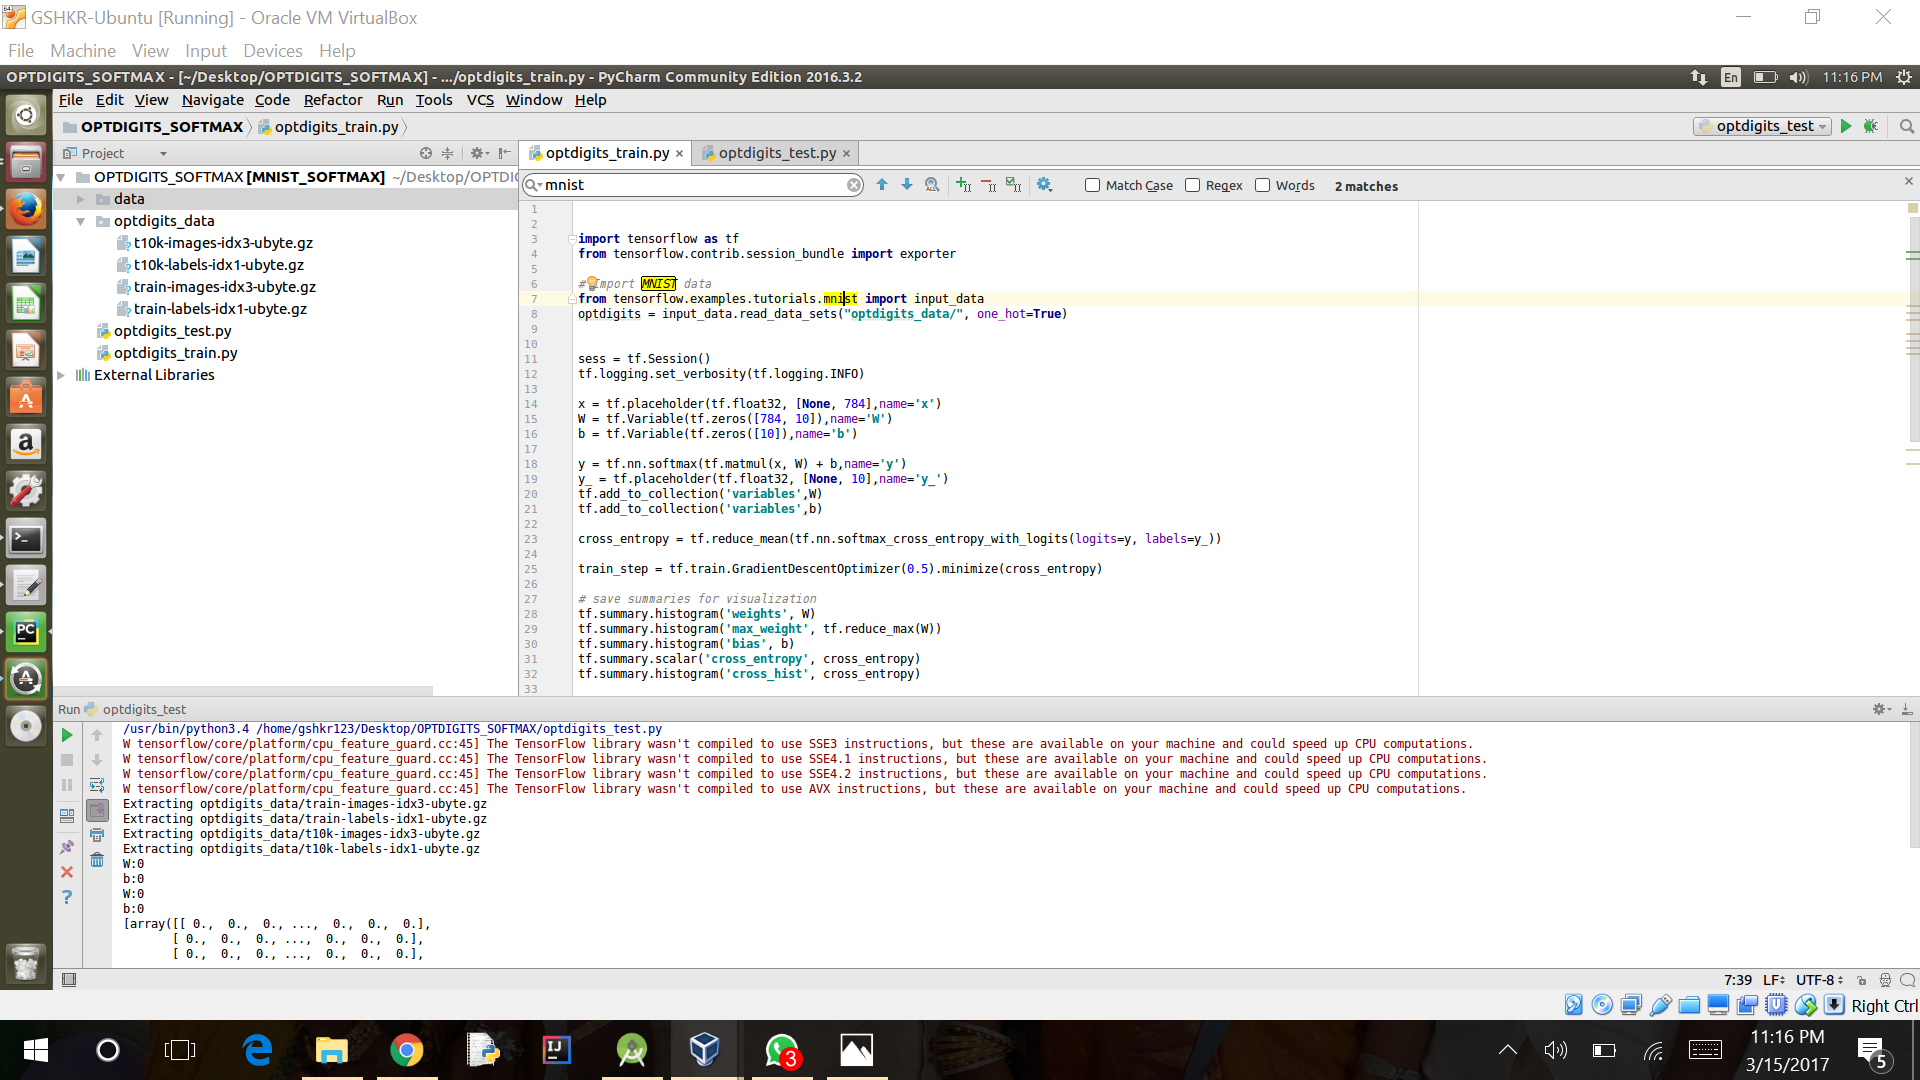 GSHKR-Ubuntu [Running] - Oracle VM VirtualBox
File Machine View Input Devices Help
OPTDIGITS_SOFTMAX - [~/Desktop/OPTDIGITS_SOFTMAX] - .../optdigits_train.py - PyCharm Community Edition 2016.3.2
En 11:16 PM
File Edit View Navigate Code Refactor Run Tools VCS Window Help
OPTDIGITS_SOFTMAX optdigits_train.py
optdigits_test
Project
optdigits_train.py optdigits_test.py
OPTDIGITS_SOFTMAX [MNIST_SOFTMAX] ~/Desktop/OPTDIG
data
optdigits_data
t10k-images-idx3-ubyte.gz
t10k-labels-idx1-ubyte.gz
train-images-idx3-ubyte.gz
train-labels-idx1-ubyte.gz
optdigits_test.py
optdigits_train.py
External Libraries
mnist
Match Case Regex Words 2 matches
1
2
3 import tensorflow as tf
4 from tensorflow.contrib.session_bundle import exporter
5
6 # Import MNIST data
7 from tensorflow.examples.tutorials.mnist import input_data
8 optdigits = input_data.read_data_sets("optdigits_data/", one_hot=True)
9
10
11 sess = tf.Session()
12 tf.logging.set_verbosity(tf.logging.INFO)
13
14 x = tf.placeholder(tf.float32, [None, 784],name='x')
15 W = tf.Variable(tf.zeros([784, 10]),name='W')
16 b = tf.Variable(tf.zeros([10]),name='b')
17
18 y = tf.nn.softmax(tf.matmul(x, W) + b,name='y')
19 y_ = tf.placeholder(tf.float32, [None, 10],name='y_')
20 tf.add_to_collection('variables',W)
21 tf.add_to_collection('variables',b)
22
23 cross_entropy = tf.reduce_mean(tf.nn.softmax_cross_entropy_with_logits(logits=y, labels=y_))
24
25 train_step = tf.train.GradientDescentOptimizer(0.5).minimize(cross_entropy)
26
27 # save summaries for visualization
28 tf.summary.histogram('weights', W)
29 tf.summary.histogram('max_weight', tf.reduce_max(W))
30 tf.summary.histogram('bias', b)
31 tf.summary.scalar('cross_entropy', cross_entropy)
32 tf.summary.histogram('cross_hist', cross_entropy)
33
Run optdigits_test
/usr/bin/python3.4 /home/gshkr123/Desktop/OPTDIGITS_SOFTMAX/optdigits_test.py
W tensorflow/core/platform/cpu_feature_guard.cc:45] The TensorFlow library wasn't compiled to use SSE3 instructions, but these are available on your machine and could speed up CPU computations.
W tensorflow/core/platform/cpu_feature_guard.cc:45] The TensorFlow library wasn't compiled to use SSE4.1 instructions, but these are available on your machine and could speed up CPU computations.
W tensorflow/core/platform/cpu_feature_guard.cc:45] The TensorFlow library wasn't compiled to use SSE4.2 instructions, but these are available on your machine and could speed up CPU computations.
W tensorflow/core/platform/cpu_feature_guard.cc:45] The TensorFlow library wasn't compiled to use AVX instructions, but these are available on your machine and could speed up CPU computations.
Extracting optdigits_data/train-images-idx3-ubyte.gz
Extracting optdigits_data/train-labels-idx1-ubyte.gz
Extracting optdigits_data/t10k-images-idx3-ubyte.gz
Extracting optdigits_data/t10k-labels-idx1-ubyte.gz
W:0
b:0
W:0
b:0
[array([[ 0., 0., 0., ..., 0., 0., 0.],
[ 0., 0., 0., ..., 0., 0., 0.],
[ 0., 0., 0., ..., 0., 0., 0.],
7:39 LF UTF-8
Right Ctrl
11:16 PM
3/15/2017
3
5